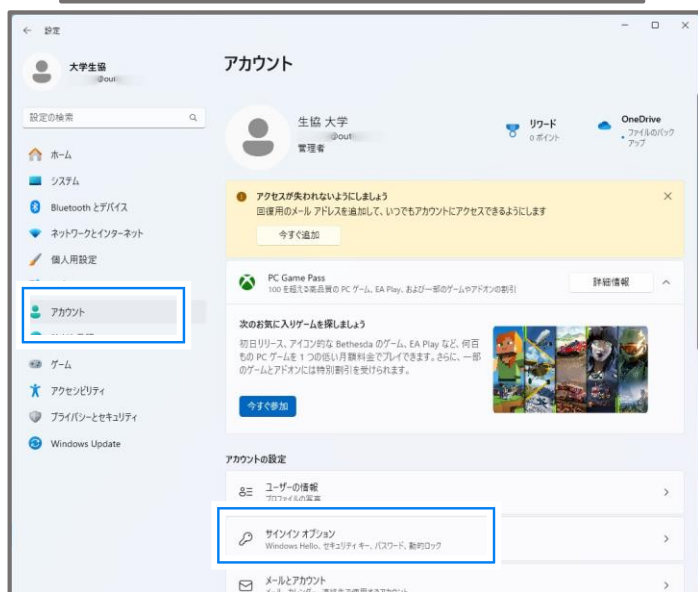 設定
大学生協
@out
設定の検索
ホーム
システム
Bluetooth とデバイス
ネットワークとインターネット
個人用設定
アカウント
ゲーム
アクセシビリティ
プライバシーとセキュリティ
Windows Update
アカウント
生協 大学
@out
管理者
リワード
0 ポイント
OneDrive
ファイルのバック
アップ
アクセスが失われないようにしましょう
回復用のメール アドレスを追加して、いつでもアカウントにアクセスできるようにします
今すぐ追加
PC Game Pass
100 を超える高品質の PC ゲーム、EA Play、および一部のゲームやアドオンの割引
詳細情報
次のお気に入りゲームを探しましょう
初日リリース、アイコン的な Bethesda のゲーム、EA Play など、何百
もの PC ゲームを 1 つの低い月額料金でプレイできます。さらに、一部
のゲームとアドオンには特別割引を受けられます。
今すぐ参加
アカウントの設定
ユーザーの情報
プロファイルの写真
サインイン オプション
Windows Hello、セキュリティ キー、パスワード、動的ロック
メールとアカウント